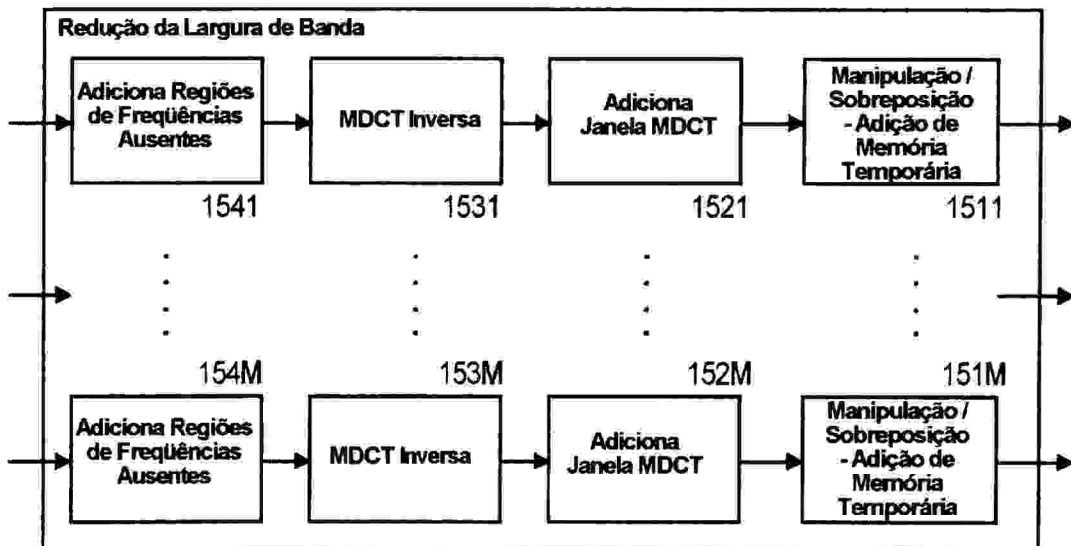 Redução da Largura de Banda
Adiciona Regiões
de Freqüências
Ausentes
MDCT Inversa
Adiciona
Janela MDCT
Manipulação /
Sobreposição
- Adição de
Memória
Temporária
1541
1531
1521
1511
154M
153M
152M
151M
Adiciona Regiões
de Freqüências
Ausentes
MDCT Inversa
Adiciona
Janela MDCT
Manipulação /
Sobreposição
- Adição de
Memória
Temporária